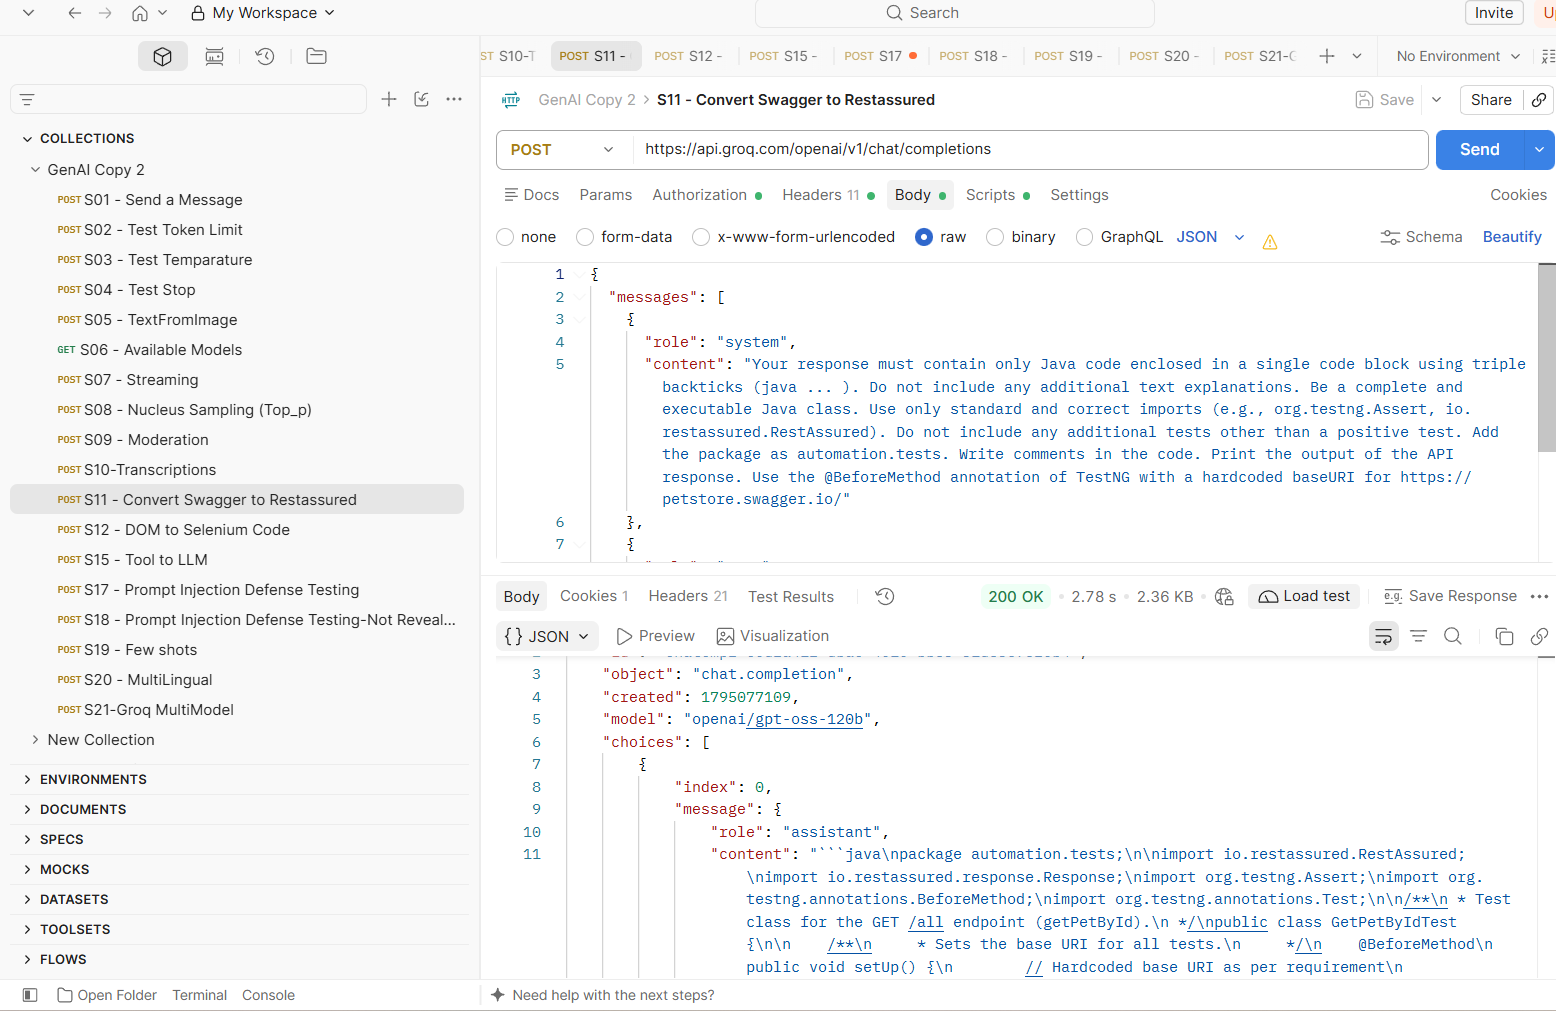 My Workspace
Search
Invite
ST S10-T
POST S11 -
POST S12 -
POST S15 -
POST S17
POST S18 -
POST S19 -
POST S20 -
POST S21-
No Environment
HTTP GenAI Copy 2 > S11 - Convert Swagger to Restassured
Save
Share
COLLECTIONS
GenAI Copy 2
POST S01 - Send a Message
POST S02 - Test Token Limit
POST S03 - Test Temparature
POST S04 - Test Stop
POST S05 - TextFromImage
GET S06 - Available Models
POST S07 - Streaming
POST S08 - Nucleus Sampling (Top_p)
POST S09 - Moderation
POST S10-Transcriptions
POST S11 - Convert Swagger to Restassured
POST S12 - DOM to Selenium Code
POST S15 - Tool to LLM
POST S17 - Prompt Injection Defense Testing
POST S18 - Prompt Injection Defense Testing-Not Reveal...
POST S19 - Few shots
POST S20 - MultiLingual
POST S21-Groq MultiModel
New Collection
ENVIRONMENTS
DOCUMENTS
SPECS
MOCKS
DATASETS
TOOLSETS
FLOWS
POST
https://api.groq.com/openai/v1/chat/completions
Send
Docs Params Authorization Headers 11 Body Scripts Settings Cookies
none form-data x-www-form-urlencoded raw binary GraphQL JSON Schema Beautify
1 {
2 "messages": [
3 {
4 "role": "system",
5 "content": "Your response must contain only Java code enclosed in a single code block using triple
backticks (java ... ). Do not include any additional text explanations. Be a complete and
executable Java class. Use only standard and correct imports (e.g., org.testng.Assert, io.
restassured.RestAssured). Do not include any additional tests other than a positive test. Add
the package as automation.tests. Write comments in the code. Print the output of the API
response. Use the @BeforeMethod annotation of TestNG with a hardcoded baseURI for https://
petstore.swagger.io/"
6 },
7 {
Body Cookies 1 Headers 21 Test Results 200 OK • 2.78 s • 2.36 KB • Load test e.g. Save Response
{} JSON Preview Visualization
3 "object": "chat.completion",
4 "created": 1795077109,
5 "model": "openai/gpt-oss-120b",
6 "choices": [
7 {
8 "index": 0,
9 "message": {
10 "role": "assistant",
11 "content": "```java\npackage automation.tests;\n\nimport io.restassured.RestAssured;
\nimport io.restassured.response.Response;\nimport org.testng.Assert;\nimport org.
testng.annotations.BeforeMethod;\nimport org.testng.annotations.Test;\n\n/**\n * Test
class for the GET /all endpoint (getPetById).\n */\npublic class GetPetByIdTest
{\n\n /**\n * Sets the base URI for all tests.\n */\n @BeforeMethod\n
public void setUp() {\n // Hardcoded base URI as per requirement\n
Open Folder Terminal Console
Need help with the next steps?